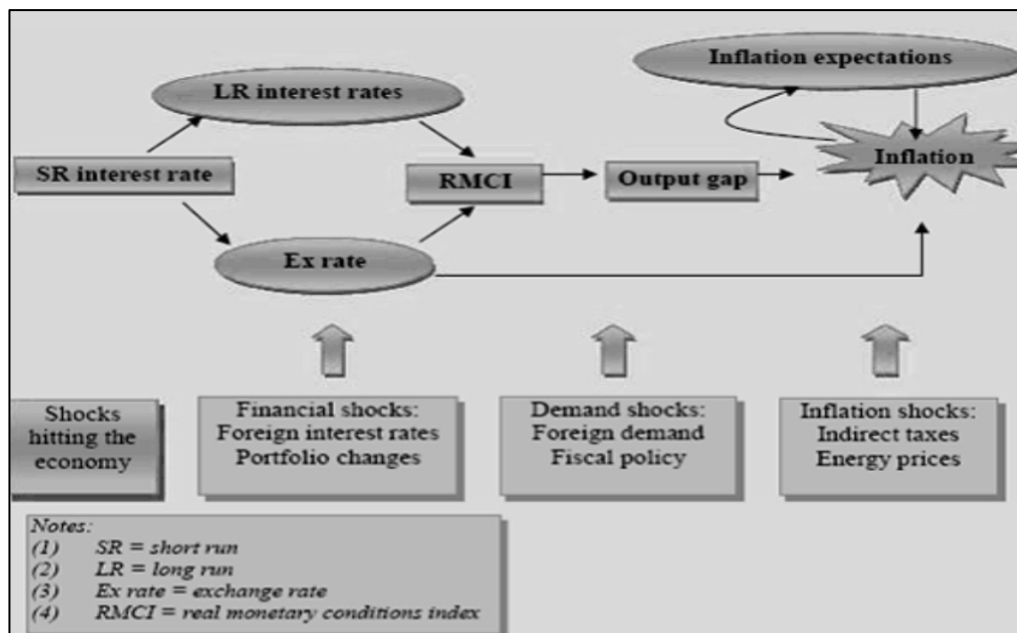 Inflation expectations
LR interest rates
SR interest rate
RMCI
Output gap
Inflation
Ex rate
Shocks
hitting the
economy
Financial shocks:
Foreign interest rates
Portfolio changes
Demand shocks:
Foreign demand
Fiscal policy
Inflation shocks:
Indirect taxes
Energy prices
Notes:
(1) SR = short run
(2) LR = long run
(3) Ex rate = exchange rate
(4) RMCI = real monetary conditions index